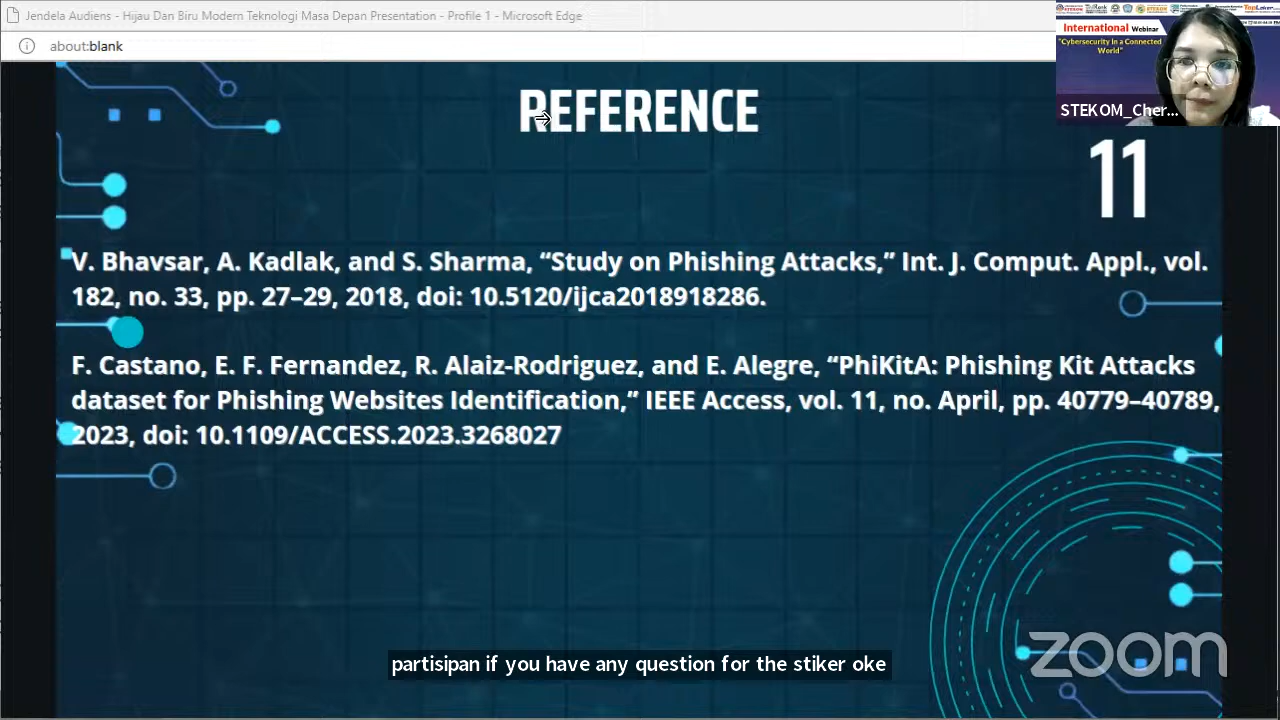 Jendela Audiens - Hijau Dan Biru Modern Teknologi Masa Depan Presentation - Profile 1 - Microsoft Edge
about:blank
International Webinar
"Cybersecurity In a Connected
World"
STEKOM_Cher...
REFERENCE
11
V. Bhavsar, A. Kadlak, and S. Sharma, “Study on Phishing Attacks,” Int. J. Comput. Appl., vol.
182, no. 33, pp. 27–29, 2018, doi: 10.5120/ijca2018918286.
F. Castano, E. F. Fernandez, R. Alaiz-Rodriguez, and E. Alegre, “PhiKitA: Phishing Kit Attacks
dataset for Phishing Websites Identification,” IEEE Access, vol. 11, no. April, pp. 40779–40789,
2023, doi: 10.1109/ACCESS.2023.3268027
partisipan if you have any question for the stiker oke
zoom